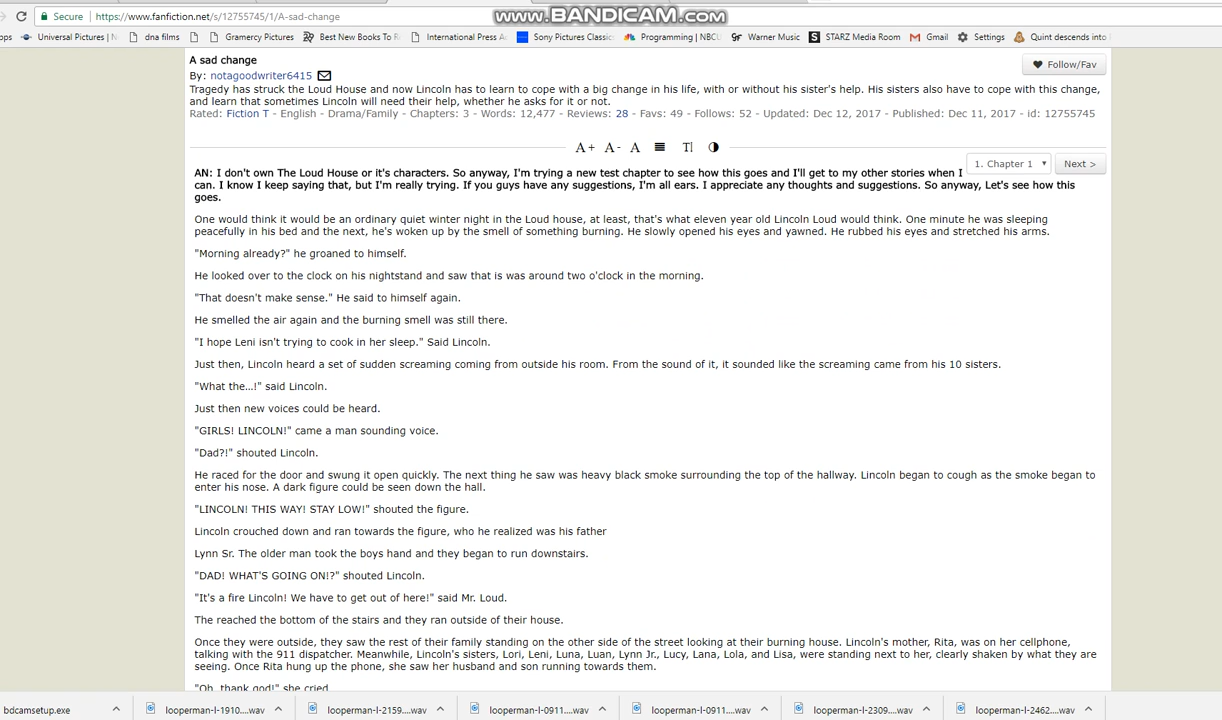 www.BANDICAM.com
Secure | https://www.fanfiction.net/s/12755745/1/A-sad-change
pps Universal Pictures | N dna films Gramercy Pictures Best New Books To R International Press A Sony Pictures Classic Programming | NBCU Warner Music STARZ Media Room Gmail Settings Quint descends into
A sad change
Follow/Fav
By: notagoodwriter6415
Tragedy has struck the Loud House and now Lincoln has to learn to cope with a big change in his life, with or without his sister's help. His sisters also have to cope with this change,
and learn that sometimes Lincoln will need their help, whether he asks for it or not.
Rated: Fiction T - English - Drama/Family - Chapters: 3 - Words: 12,477 - Reviews: 28 - Favs: 49 - Follows: 52 - Updated: Dec 12, 2017 - Published: Dec 11, 2017 - id: 12755745
A+ A- A
1. Chapter 1 Next >
AN: I don't own The Loud House or it's characters. So anyway, I'm trying a new test chapter to see how this goes and I'll get to my other stories when I
can. I know I keep saying that, but I'm really trying. If you guys have any suggestions, I'm all ears. I appreciate any thoughts and suggestions. So anyway, Let's see how this
goes.
One would think it would be an ordinary quiet winter night in the Loud house, at least, that's what eleven year old Lincoln Loud would think. One minute he was sleeping
peacefully in his bed and the next, he's woken up by the smell of something burning. He slowly opened his eyes and yawned. He rubbed his eyes and stretched his arms.
"Morning already?" he groaned to himself.
He looked over to the clock on his nightstand and saw that is was around two o'clock in the morning.
"That doesn't make sense." He said to himself again.
He smelled the air again and the burning smell was still there.
"I hope Leni isn't trying to cook in her sleep." Said Lincoln.
Just then, Lincoln heard a set of sudden screaming coming from outside his room. From the sound of it, it sounded like the screaming came from his 10 sisters.
"What the...!" said Lincoln.
Just then new voices could be heard.
"GIRLS! LINCOLN!" came a man sounding voice.
"Dad?!" shouted Lincoln.
He raced for the door and swung it open quickly. The next thing he saw was heavy black smoke surrounding the top of the hallway. Lincoln began to cough as the smoke began to
enter his nose. A dark figure could be seen down the hall.
"LINCOLN! THIS WAY! STAY LOW!" shouted the figure.
Lincoln crouched down and ran towards the figure, who he realized was his father
Lynn Sr. The older man took the boys hand and they began to run downstairs.
"DAD! WHAT'S GOING ON!?" shouted Lincoln.
"It's a fire Lincoln! We have to get out of here!" said Mr. Loud.
The reached the bottom of the stairs and they ran outside of their house.
Once they were outside, they saw the rest of their family standing on the other side of the street looking at their burning house. Lincoln's mother, Rita, was on her cellphone,
talking with the 911 dispatcher. Meanwhile, Lincoln's sisters, Lori, Leni, Luna, Luan, Lynn Jr., Lucy, Lana, Lola, and Lisa, were standing next to her, clearly shaken by what they are
seeing. Once Rita hung up the phone, she saw her husband and son running towards them.
"Oh, thank god!" she cried
bdcamsetup.exe looperman-l-1910....wav looperman-l-2159....wav looperman-l-0911....wav looperman-l-0911....wav looperman-l-2309....wav looperman-l-2462....wav